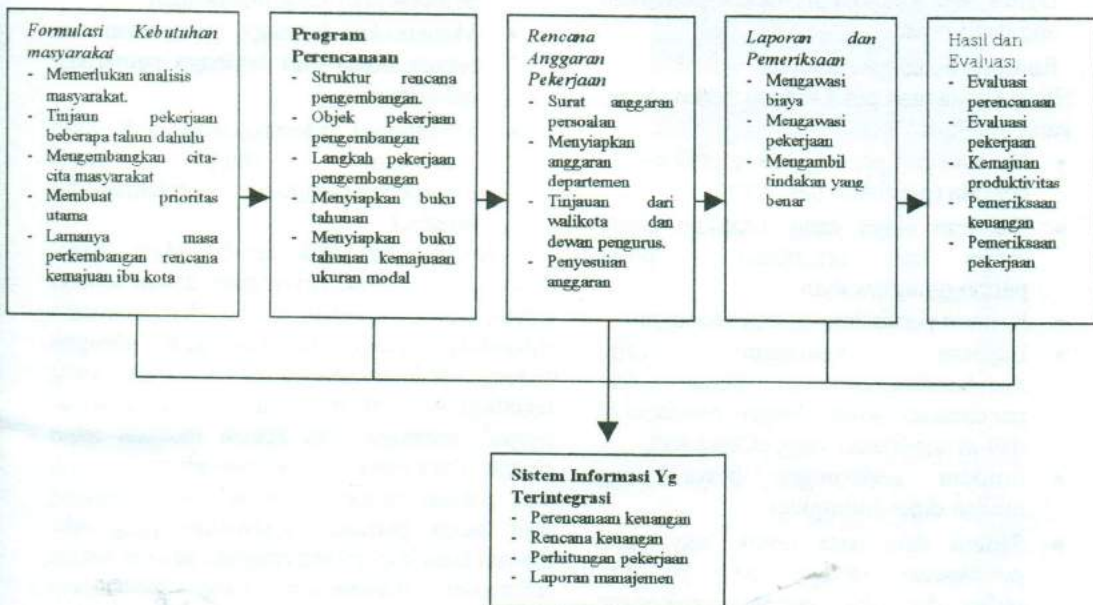 Formulasi Kebutuhan
masyarakat
- Memerlukan analisis
masyarakat.
- Tinjaun pekerjaan
beberapa tahun dahulu
- Mengembangkan cita-
cita masyarakat
- Membuat prioritas
utama
- Lamanya masa
perkembangan rencana
kemajuan ibu kota
Program
Perencanaan
- Struktur rencana
pengembangan.
- Objek pekerjaan
pengembangan
- Langkah pekerjaan
pengembangan
- Menyiapkan buku
tahunan
- Menyiapkan buku
tahunan kemajuaan
ukuran modal
Rencana
Anggaran
Pekerjaan
- Surat anggaran
persoalan
- Menyiapkan
anggaran
departemen
- Tinjauan dari
walikota dan
dewan pengurus.
- Penyesuian
anggaran
Laporan dan
Pemeriksaan
- Mengawasi
biaya
- Mengawasi
pekerjaan
- Mengambil
tindakan yang
benar
Hasil dan
Evaluasi
- Evaluasi
perencanaan
- Evaluasi
pekerjaan
- Kemajuan
produktivitas
- Pemeriksaan
keuangan
- Pemeriksaan
pekerjaan
Sistem Informasi Yg
Terintegrasi
- Perencanaan keuangan
- Rencana keuangan
- Perhitungan pekerjaan
- Laporan manajemen